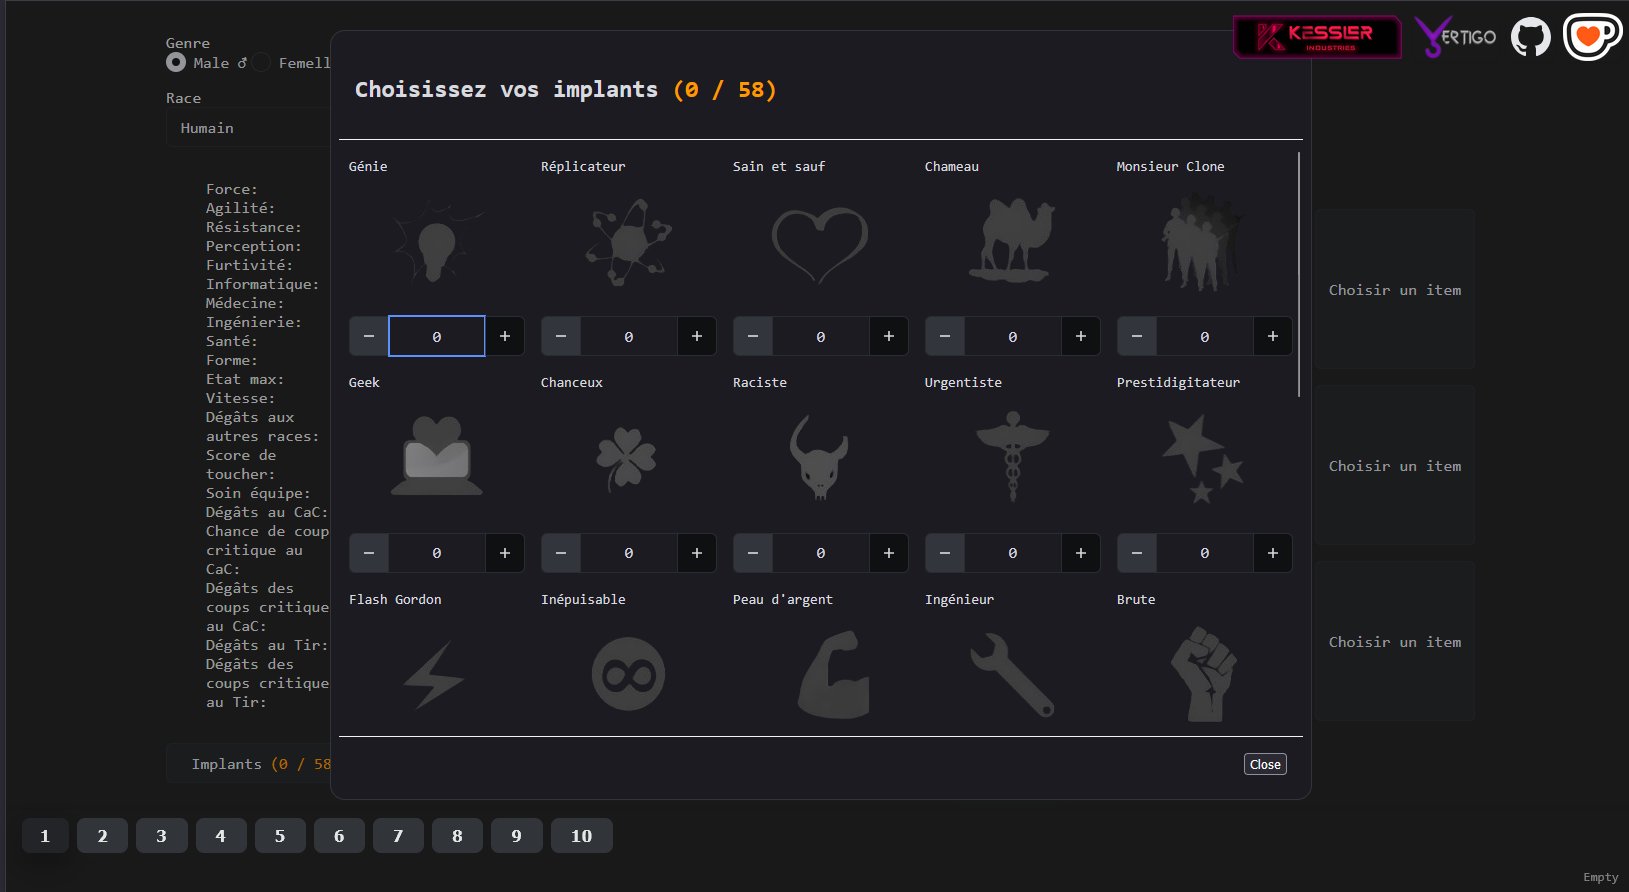 KESSLER
INDUSTRIES
VERTIGO
Genre
Male ♂ Femell
Race
Humain
Force:
Agilité:
Résistance:
Perception:
Furtivité:
Informatique:
Médecine:
Ingénierie:
Santé:
Forme:
Etat max:
Vitesse:
Dégâts aux
autres races:
Score de
toucher:
Soin équipe:
Dégâts au CaC:
Chance de coup
critique au
CaC:
Dégâts des
coups critique
au CaC:
Dégâts au Tir:
Dégâts des
coups critique
au Tir:
Implants (0 / 58
Choisissez vos implants (0 / 58)
Génie Réplicateur Sain et sauf Chameau Monsieur Clone
− 0 + − 0 + − 0 + − 0 + − 0 +
Geek Chanceux Raciste Urgentiste Prestidigitateur
− 0 + − 0 + − 0 + − 0 + − 0 +
Flash Gordon Inépuisable Peau d'argent Ingénieur Brute
Close
Choisir un item
Choisir un item
Choisir un item
1 2 3 4 5 6 7 8 9 10
Empty